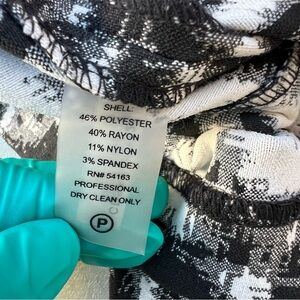 SHELL:
46% POLYESTER
40% RAYON
11% NYLON
3% SPANDEX
RN# 54163
PROFESSIONAL
DRY CLEAN ONLY
P